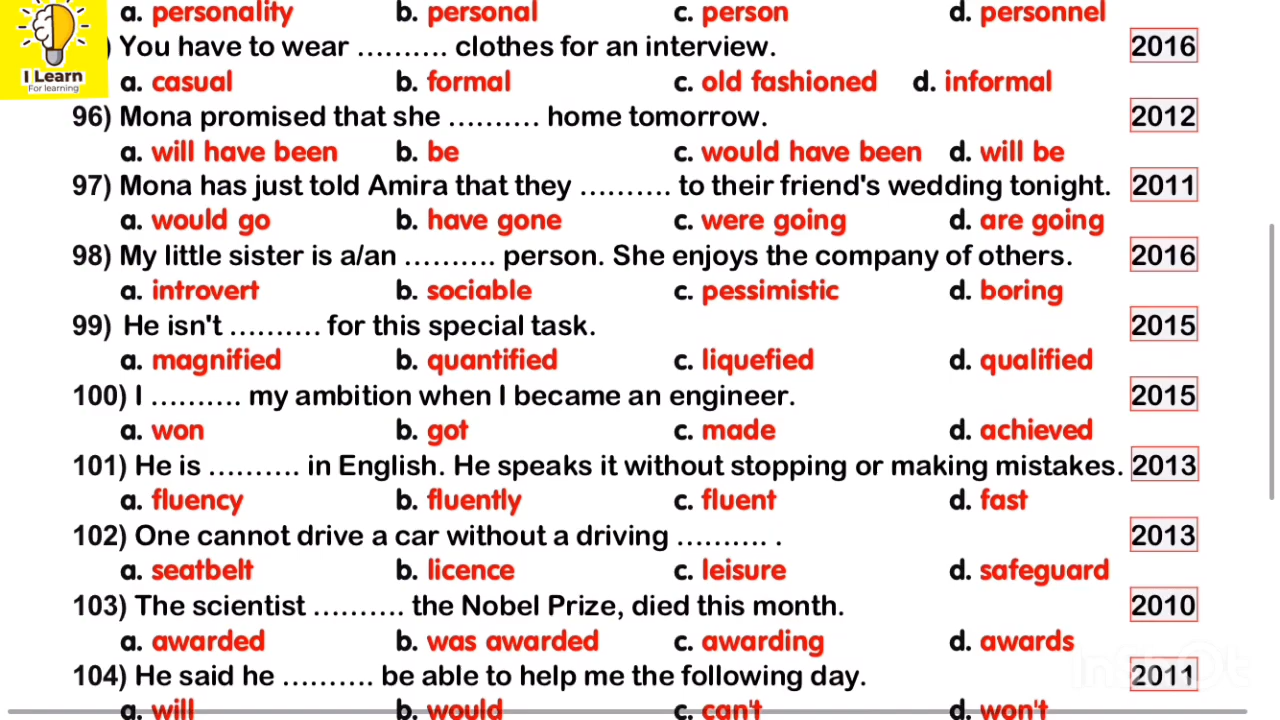 a. personality b. personal c. person d. personnel
) You have to wear .......... clothes for an interview. 2016
I Learn
For learning
a. casual b. formal c. old fashioned d. informal
96) Mona promised that she .......... home tomorrow. 2012
a. will have been b. be c. would have been d. will be
97) Mona has just told Amira that they .......... to their friend's wedding tonight. 2011
a. would go b. have gone c. were going d. are going
98) My little sister is a/an .......... person. She enjoys the company of others. 2016
a. introvert b. sociable c. pessimistic d. boring
99) He isn't .......... for this special task. 2015
a. magnified b. quantified c. liquefied d. qualified
100) I .......... my ambition when I became an engineer. 2015
a. won b. got c. made d. achieved
101) He is .......... in English. He speaks it without stopping or making mistakes. 2013
a. fluency b. fluently c. fluent d. fast
102) One cannot drive a car without a driving .......... . 2013
a. seatbelt b. licence c. leisure d. safeguard
103) The scientist .......... the Nobel Prize, died this month. 2010
a. awarded b. was awarded c. awarding d. awards
104) He said he .......... be able to help me the following day. 2011
a. will b. would c. can't d. won't